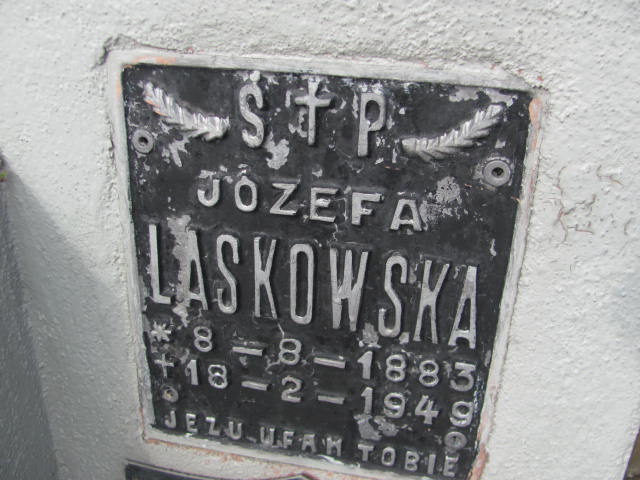 S ✝ P
JÓZEFA
LASKOWSKA
* 8-8-1883
+ 18-2-1949
JEZU UFAM TOBIE